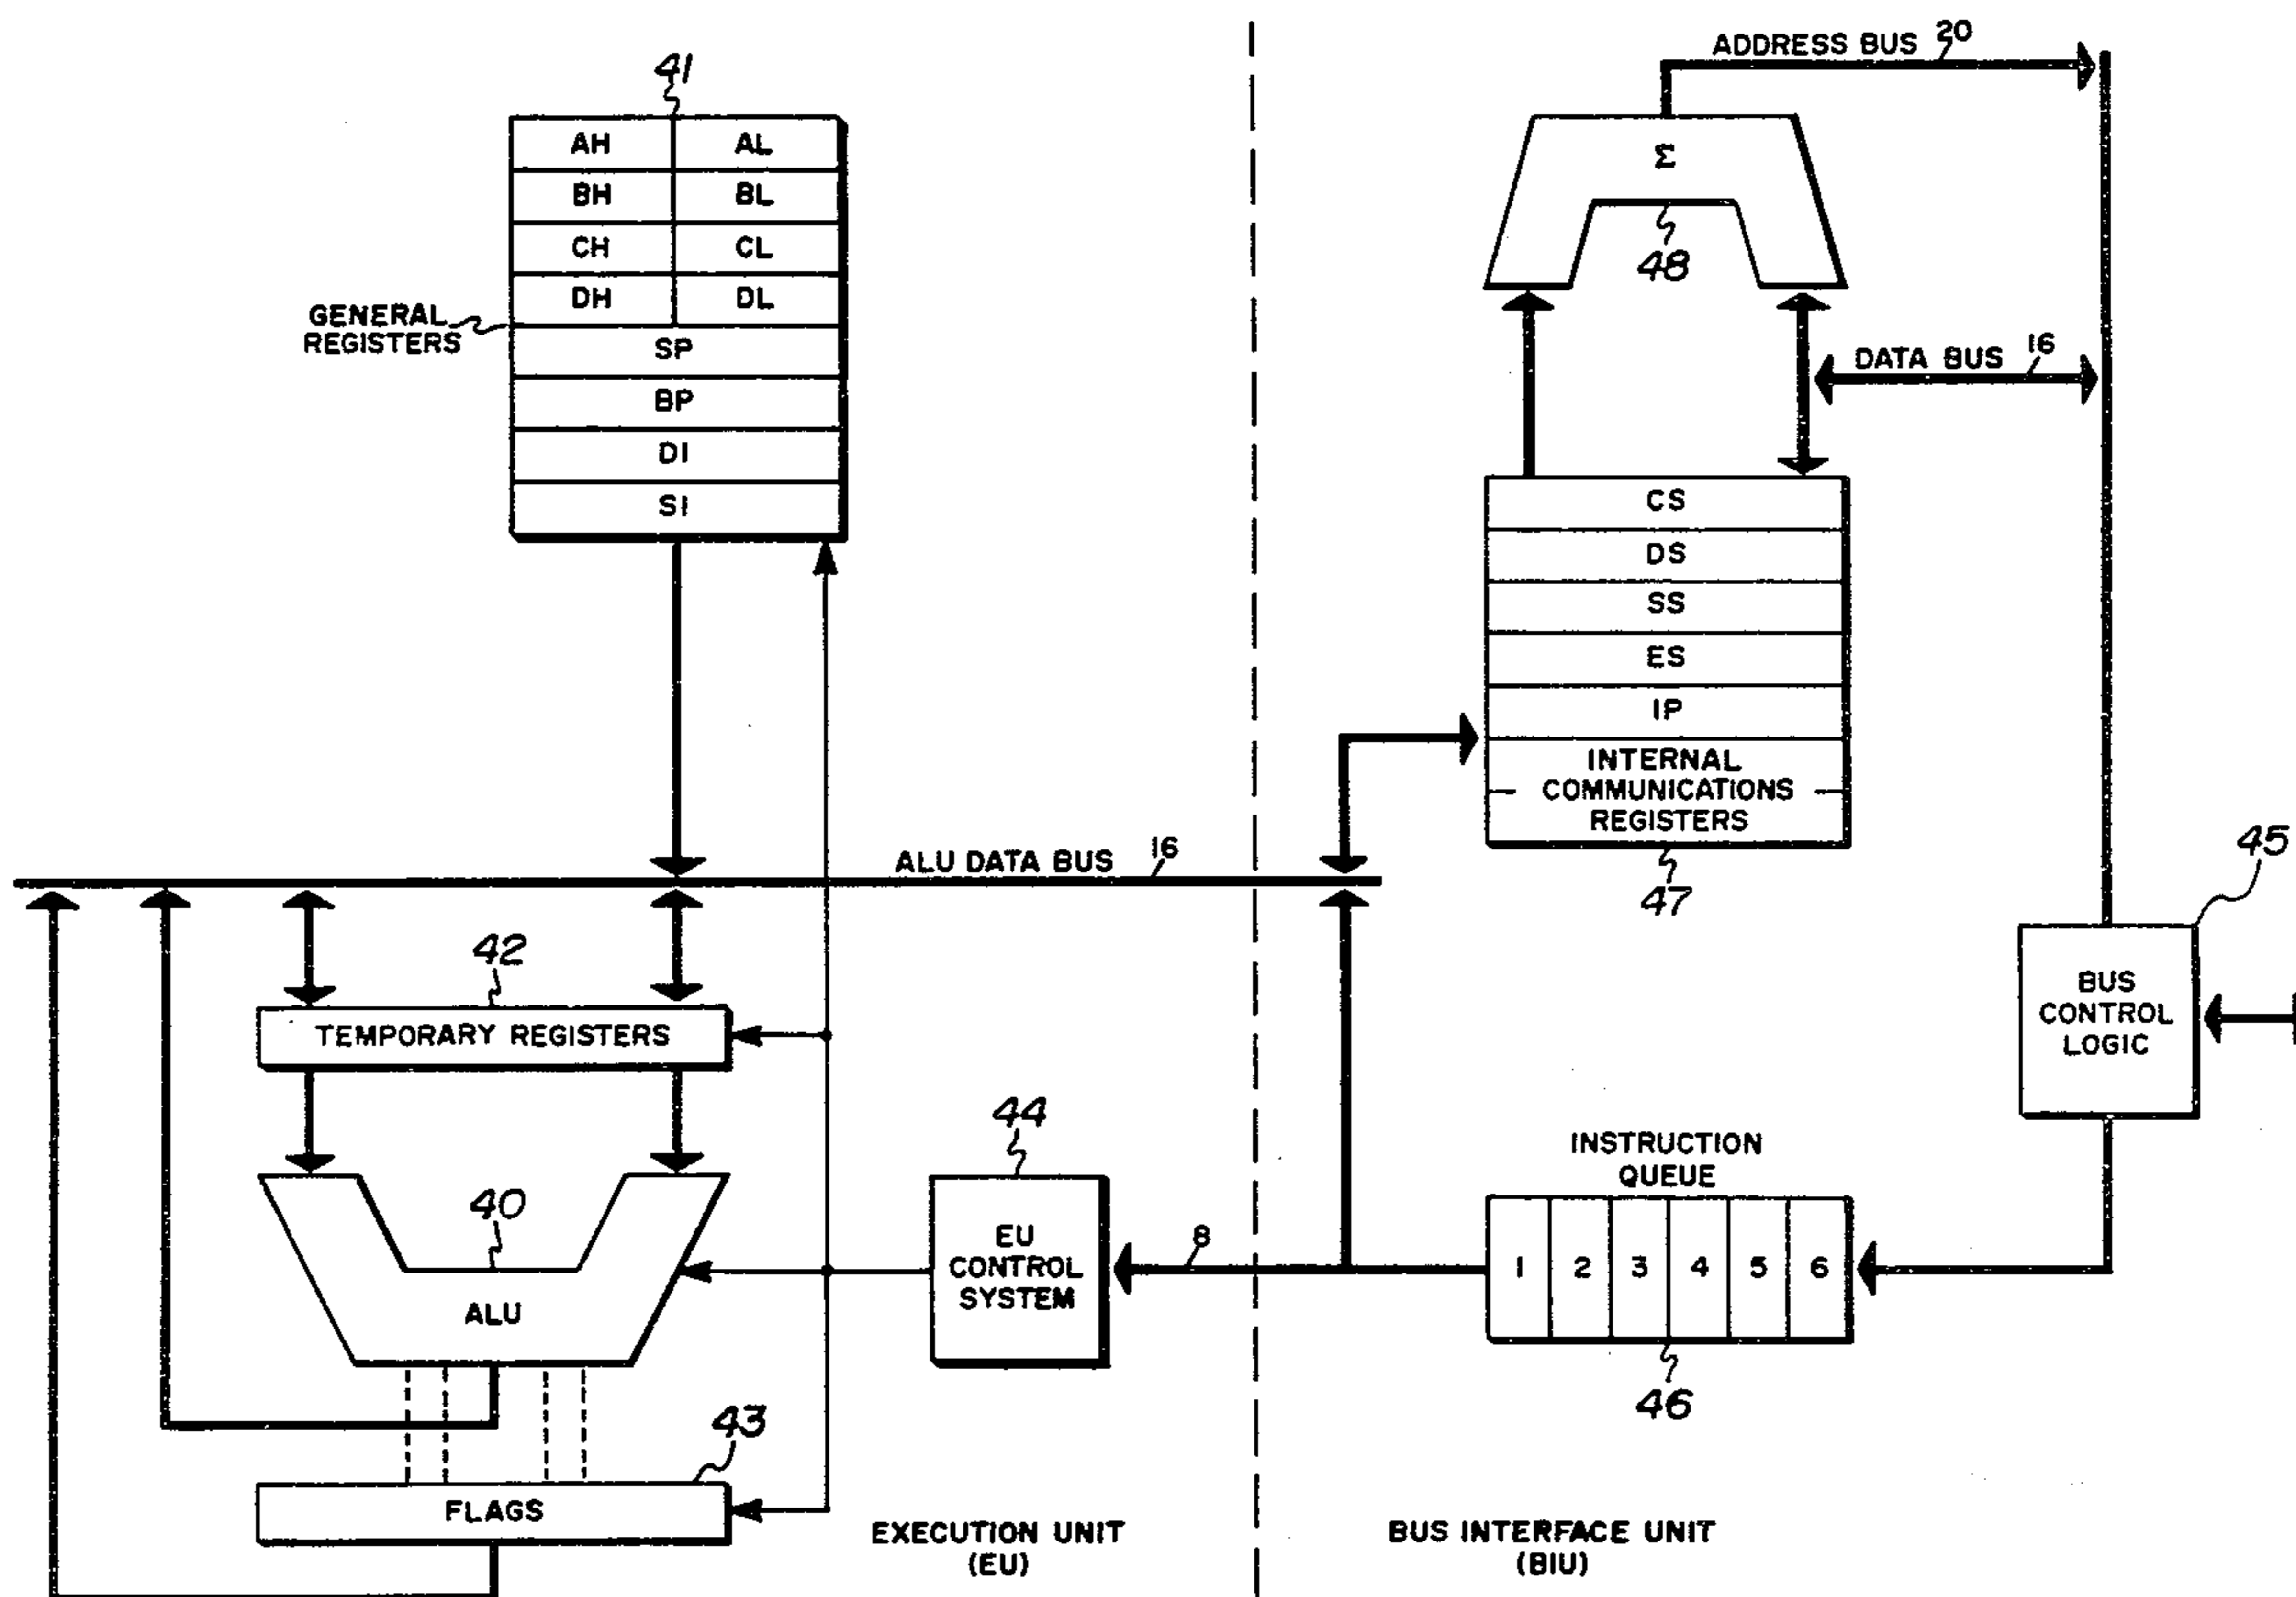 41
AH AL
BH BL
CH CL
DH DL
SP
BP
DI
SI
GENERAL
REGISTERS
ALU DATA BUS 16
42
TEMPORARY REGISTERS
40
ALU
43
FLAGS
44
EU
CONTROL
SYSTEM
8
EXECUTION UNIT
(EU)
ADDRESS BUS 20
Σ
48
DATA BUS 16
CS
DS
SS
ES
IP
INTERNAL
COMMUNICATIONS
REGISTERS
47
45
BUS
CONTROL
LOGIC
INSTRUCTION
QUEUE
1 2 3 4 5 6
46
BUS INTERFACE UNIT
(BIU)